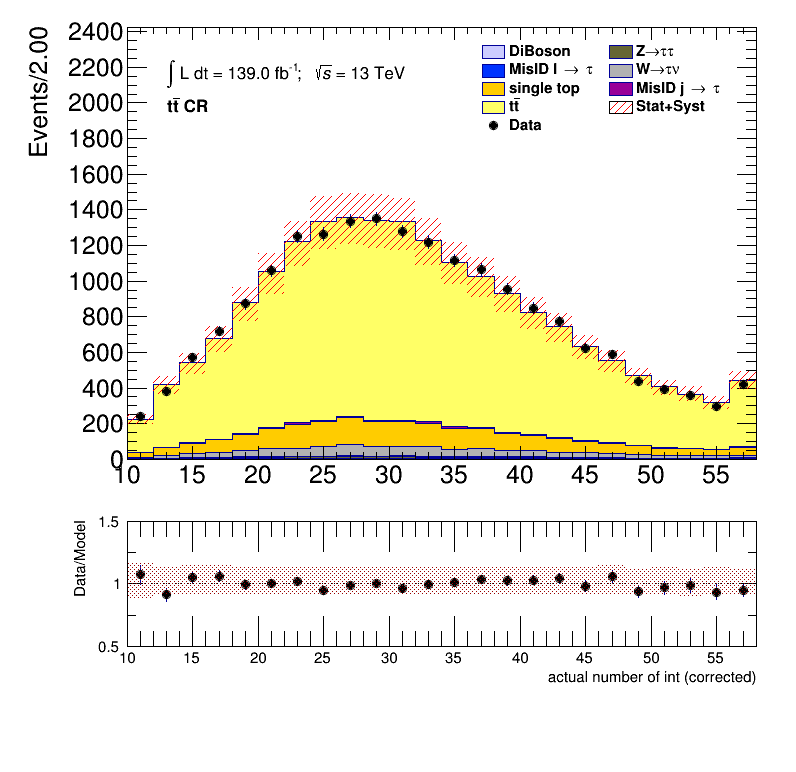 Events/2.00
2400
2200
2000
1800
1600
1400
1200
1000
800
600
400
200
0
∫ L dt = 139.0 fb⁻¹; √s = 13 TeV
tt̄ CR
DiBoson
MisID l → τ
single top
tt̄
Data
Z→ττ
W→τν
MisID j → τ
Stat+Syst
10 15 20 25 30 35 40 45 50 55
Data/Model
1.5
1
0.5
10 15 20 25 30 35 40 45 50 55
actual number of int (corrected)